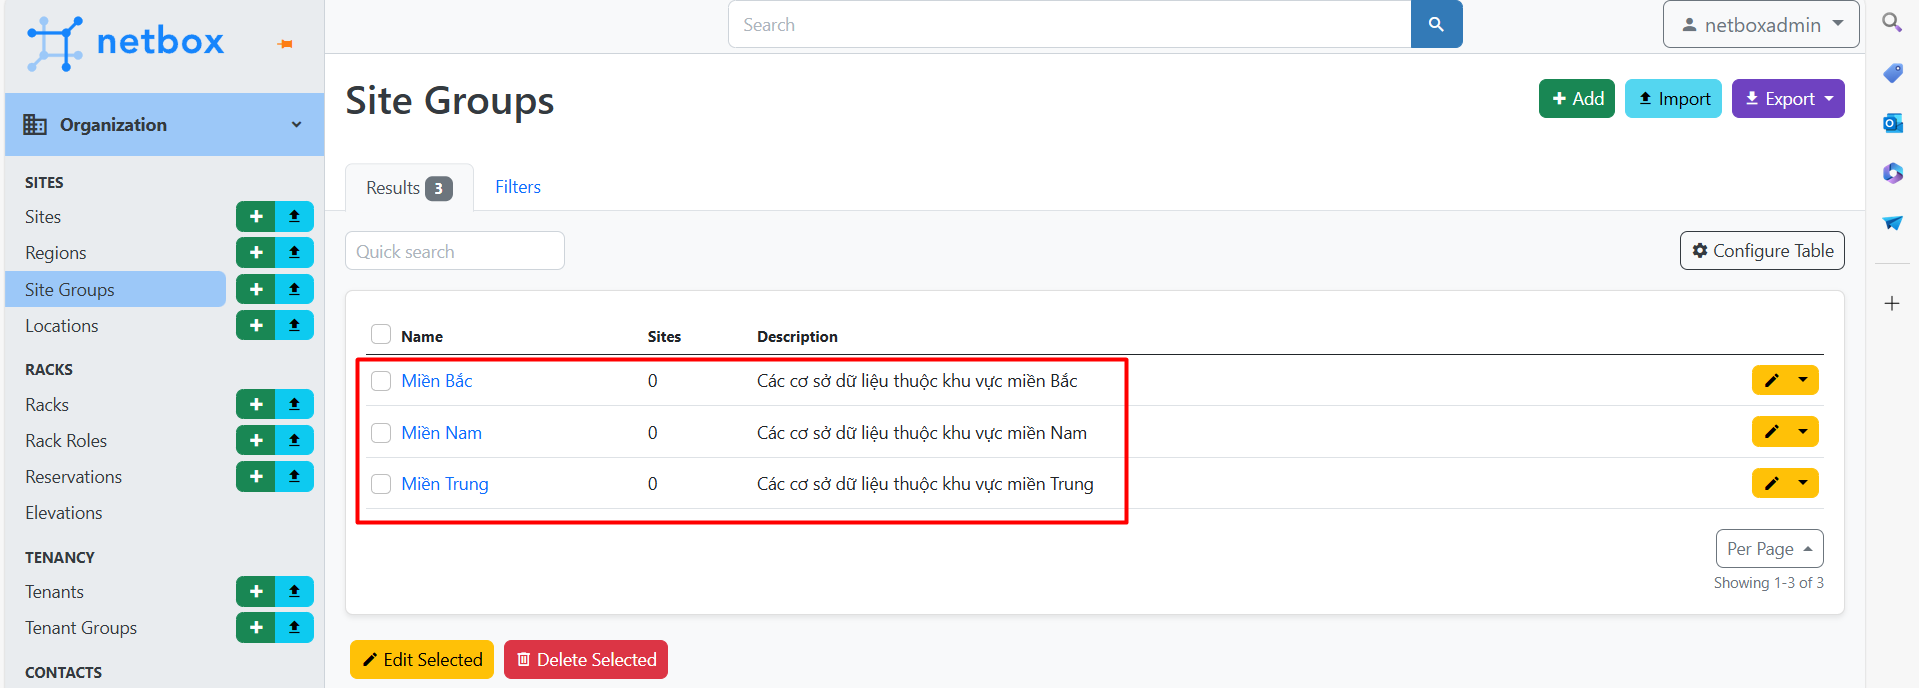 netbox
Search
netboxadmin
Organization
SITES
Sites
Regions
Site Groups
Locations
RACKS
Racks
Rack Roles
Reservations
Elevations
TENANCY
Tenants
Tenant Groups
CONTACTS
Site Groups
Add Import Export
Results 3 Filters
Quick search
Configure Table
Name Sites Description
Miền Bắc 0 Các cơ sở dữ liệu thuộc khu vực miền Bắc
Miền Nam 0 Các cơ sở dữ liệu thuộc khu vực miền Nam
Miền Trung 0 Các cơ sở dữ liệu thuộc khu vực miền Trung
Per Page
Showing 1-3 of 3
Edit Selected Delete Selected